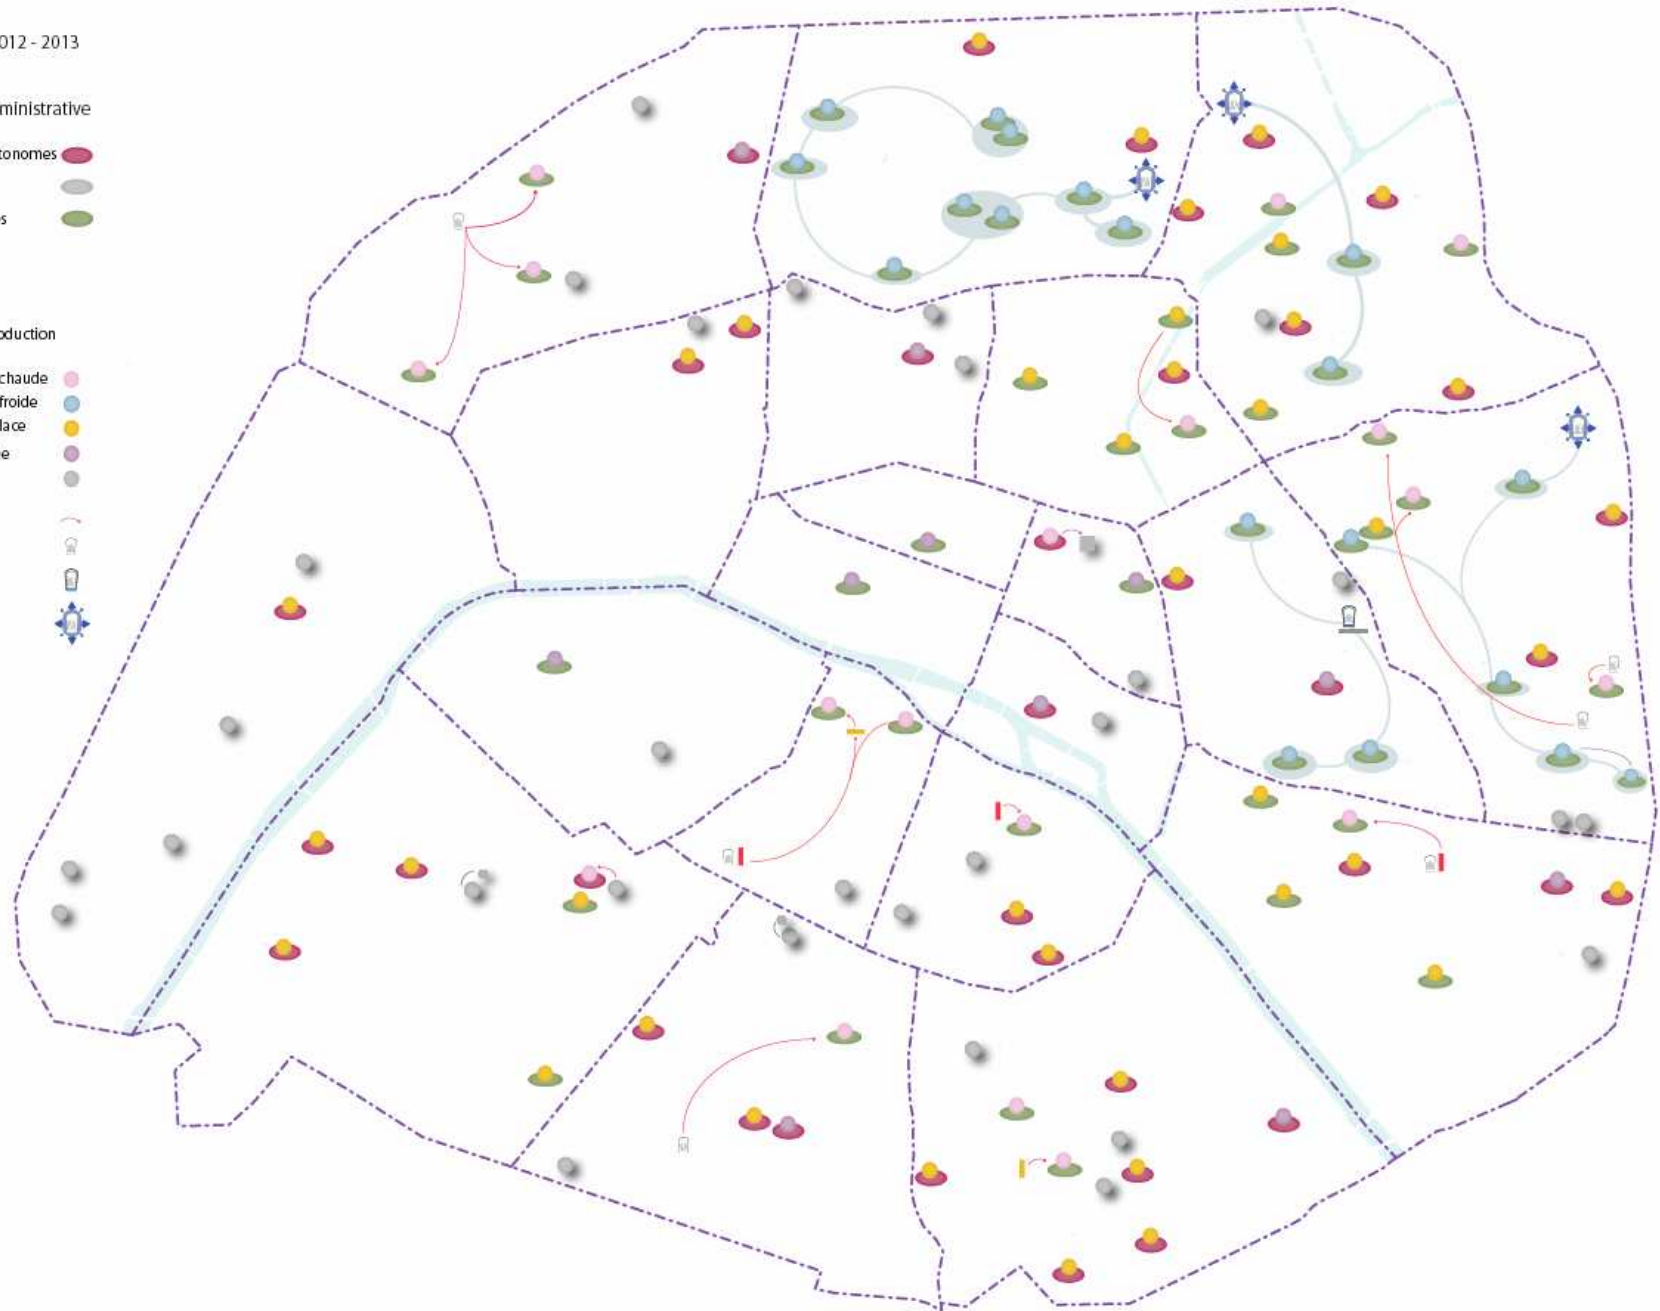 012 - 2013
ministrative
tonomes
s
oduction
chaude
froide
lace
e